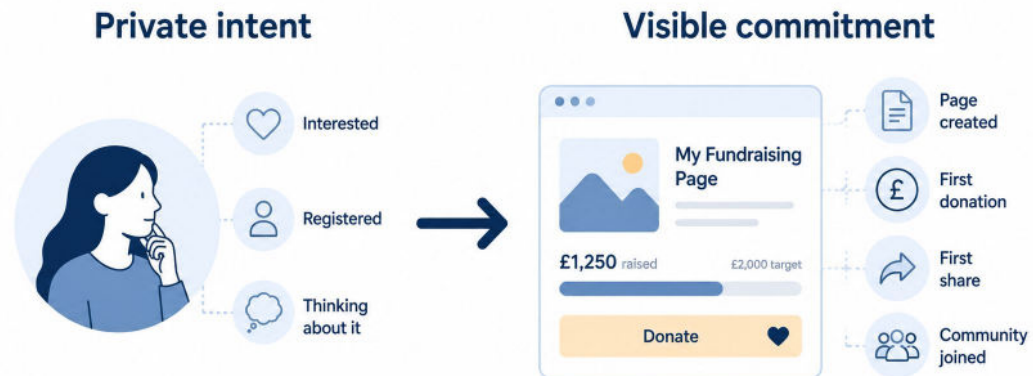 Private intent
Interested
Registered
Thinking
about it
Visible commitment
My Fundraising
Page
£1,250 raised
£2,000 target
Donate
Page
created
£
First
donation
First
share
Community
joined